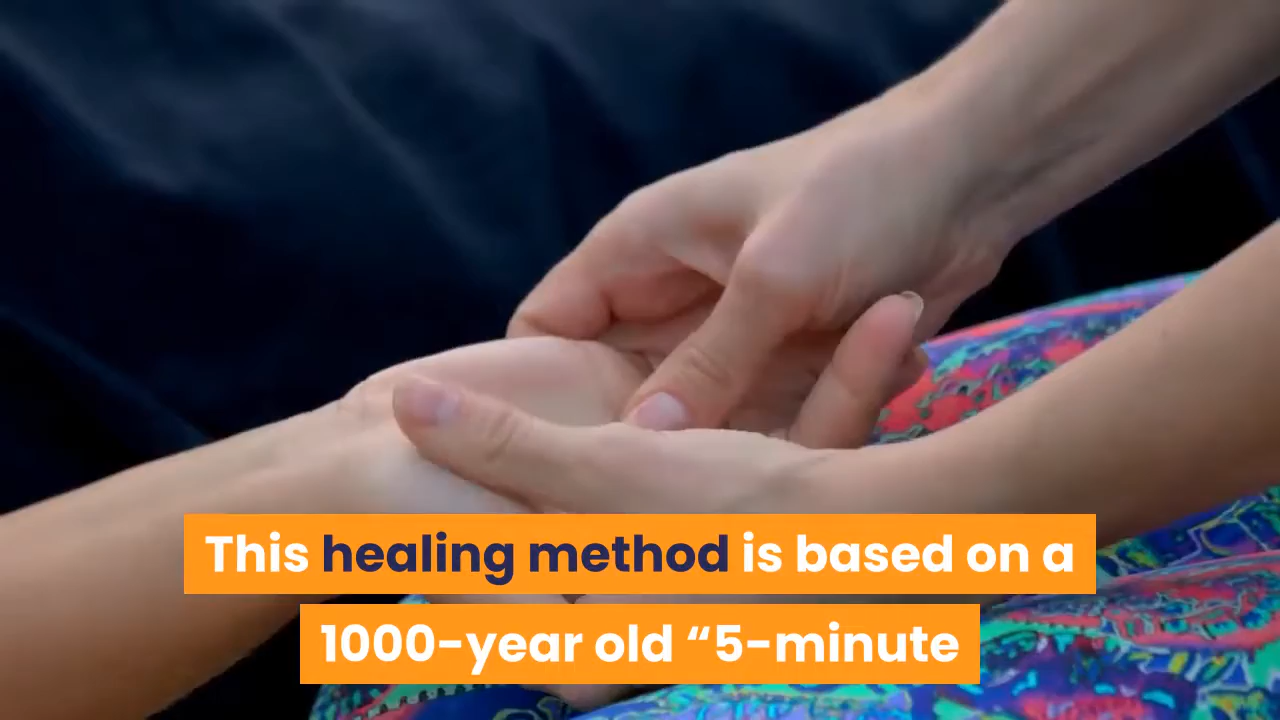 This healing method is based on a
1000-year old “5-minute